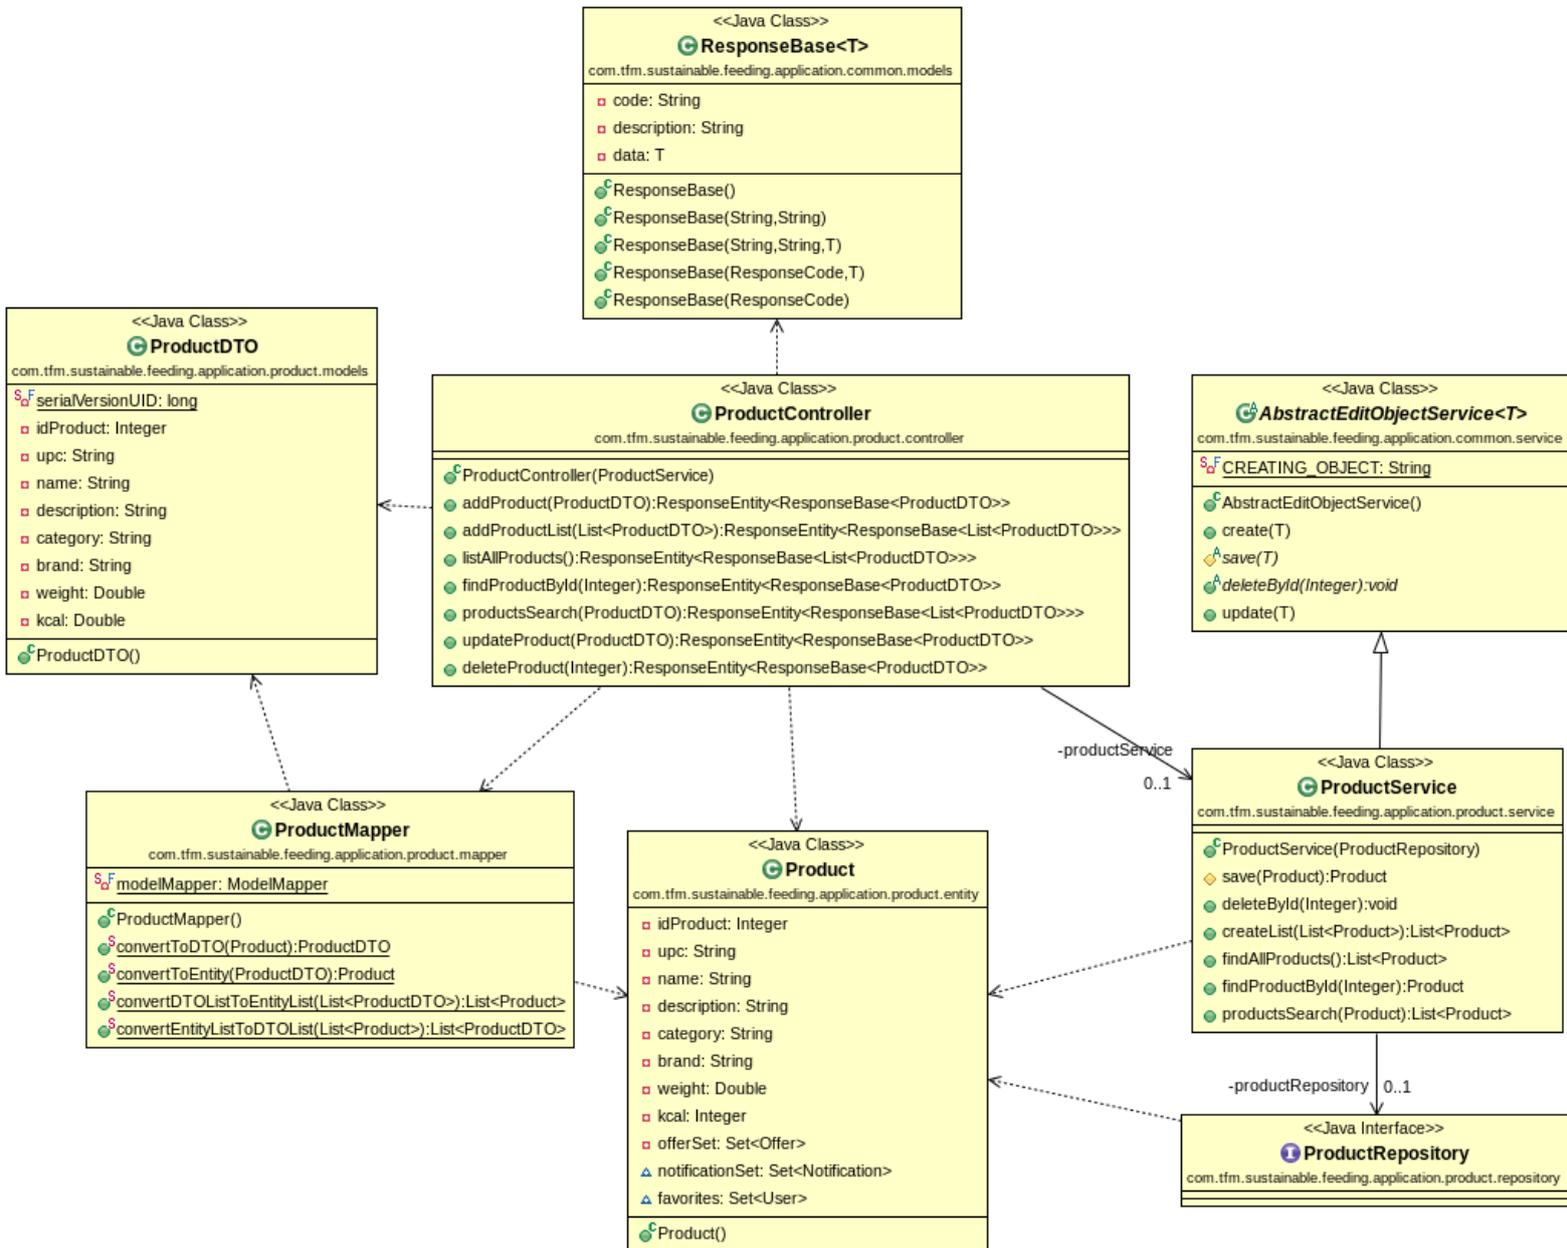 <<Java Class>>
ResponseBase<T>
com.tfm.sustainable.feeding.application.common.models
code: String
description: String
data: T
ResponseBase()
ResponseBase(String,String)
ResponseBase(String,String,T)
ResponseBase(ResponseCode,T)
ResponseBase(ResponseCode)
<<Java Class>>
ProductDTO
com.tfm.sustainable.feeding.application.product.models
serialVersionUID: long
idProduct: Integer
upc: String
name: String
description: String
category: String
brand: String
weight: Double
kcal: Double
ProductDTO()
<<Java Class>>
ProductController
com.tfm.sustainable.feeding.application.product.controller
ProductController(ProductService)
addProduct(ProductDTO):ResponseEntity<ResponseBase<ProductDTO>>
addProductList(List<ProductDTO>):ResponseEntity<ResponseBase<List<ProductDTO>>>
listAllProducts():ResponseEntity<ResponseBase<List<ProductDTO>>>
findProductById(Integer):ResponseEntity<ResponseBase<ProductDTO>>
productsSearch(ProductDTO):ResponseEntity<ResponseBase<List<ProductDTO>>>
updateProduct(ProductDTO):ResponseEntity<ResponseBase<ProductDTO>>
deleteProduct(Integer):ResponseEntity<ResponseBase<ProductDTO>>
<<Java Class>>
AbstractEditObjectService<T>
com.tfm.sustainable.feeding.application.common.service
CREATING_OBJECT: String
AbstractEditObjectService()
create(T)
save(T)
deleteById(Integer):void
update(T)
-productService
0..1
<<Java Class>>
ProductMapper
com.tfm.sustainable.feeding.application.product.mapper
modelMapper: ModelMapper
ProductMapper()
convertToDTO(Product):ProductDTO
convertToEntity(ProductDTO):Product
convertDTOListToEntityList(List<ProductDTO>):List<Product>
convertEntityListToDTOList(List<Product>):List<ProductDTO>
<<Java Class>>
Product
com.tfm.sustainable.feeding.application.product.entity
idProduct: Integer
upc: String
name: String
description: String
category: String
brand: String
weight: Double
kcal: Integer
offerSet: Set<Offer>
notificationSet: Set<Notification>
favorites: Set<User>
Product()
<<Java Class>>
ProductService
com.tfm.sustainable.feeding.application.product.service
ProductService(ProductRepository)
save(Product):Product
deleteById(Integer):void
createList(List<Product>):List<Product>
findAllProducts():List<Product>
findProductById(Integer):Product
productsSearch(Product):List<Product>
-productRepository
0..1
<<Java Interface>>
ProductRepository
com.tfm.sustainable.feeding.application.product.repository